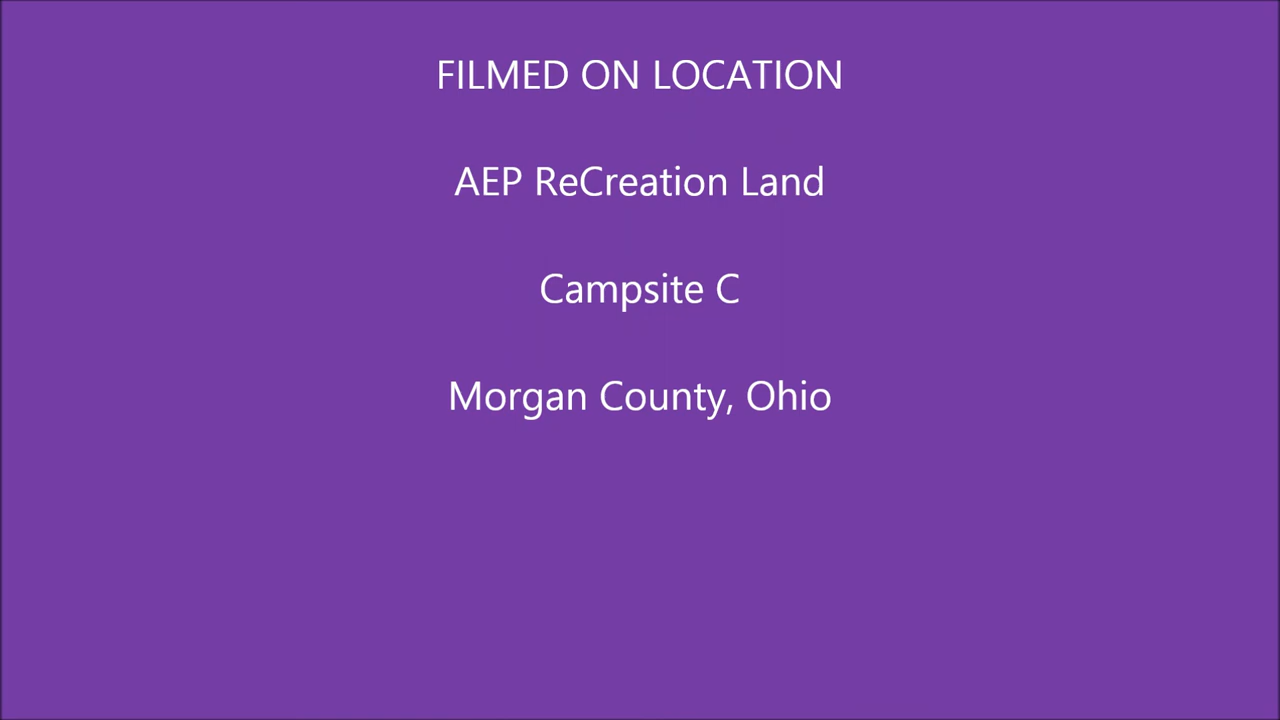 FILMED ON LOCATION
AEP ReCreation Land
Campsite C
Morgan County, Ohio